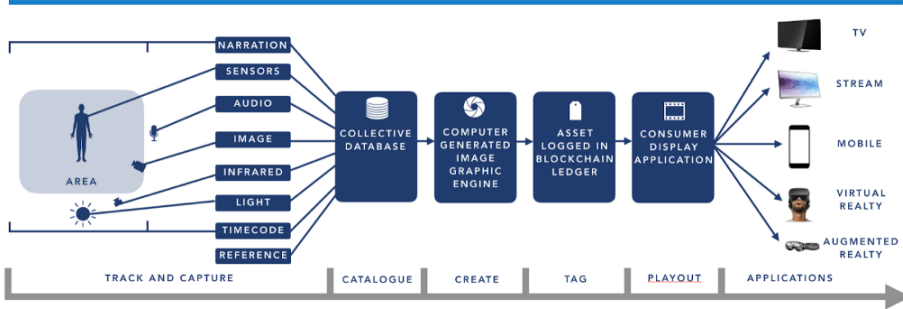 NARRATION
SENSORS
AUDIO
IMAGE
INFRARED
LIGHT
TIMECODE
REFERENCE
AREA
COLLECTIVE
DATABASE
COMPUTER
GENERATED
IMAGE
GRAPHIC
ENGINE
ASSET
LOGGED IN
BLOCKCHAIN
LEDGER
CONSUMER
DISPLAY
APPLICATION
TV
STREAM
MOBILE
VIRTUAL
REALTY
AUGMENTED
REALTY
TRACK AND CAPTURE
CATALOGUE
CREATE
TAG
PLAYOUT
APPLICATIONS